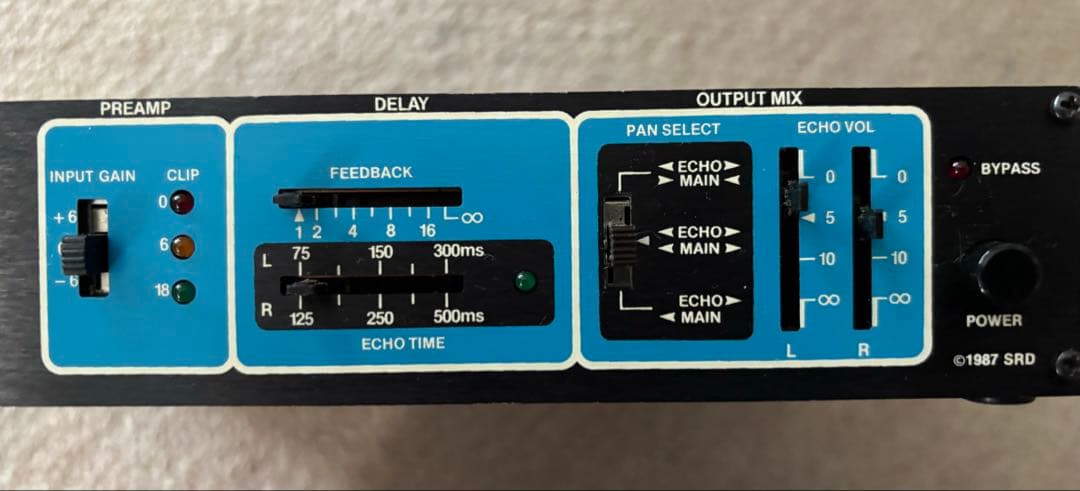 PREAMP
INPUT GAIN
CLIP
+6
-6
0
6
18
DELAY
FEEDBACK
1 2 4 8 16 ∞
L 75 150 300ms
R 125 250 500ms
ECHO TIME
OUTPUT MIX
PAN SELECT
◄ ECHO ►
► MAIN ◄
◄ ECHO ►
◄ MAIN ►
ECHO ►
◄ MAIN
ECHO VOL
0 0
5 5
10 10
∞ ∞
L R
BYPASS
POWER
©1987 SRD